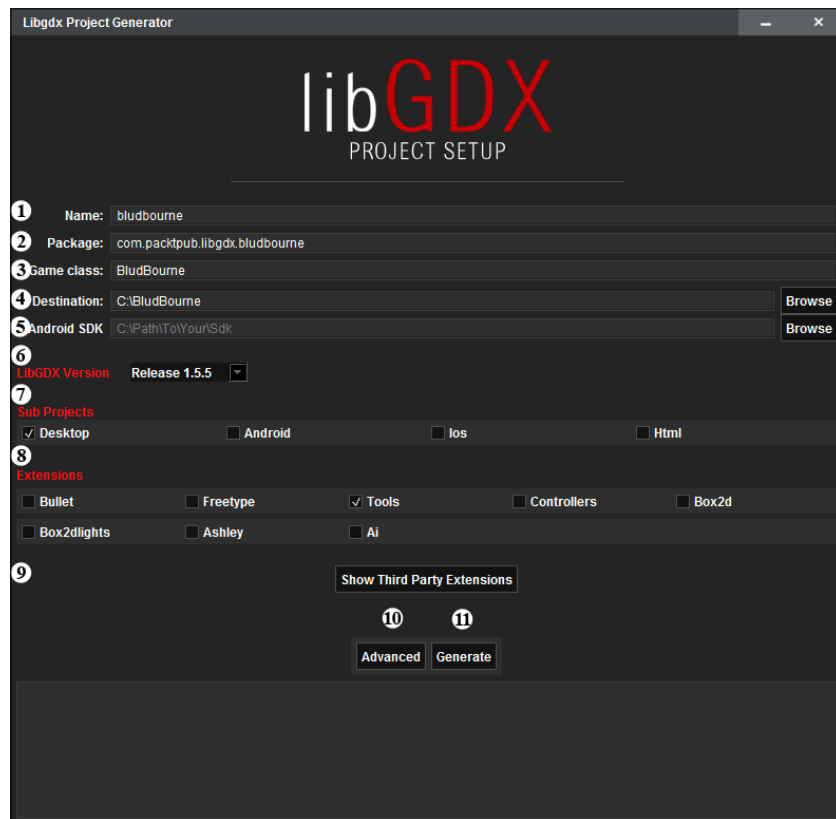 Libgdx Project Generator
libGDX
PROJECT SETUP
1 Name: bludbourne
2 Package: com.packtpub.libgdx.bludbourne
3 Game class: BludBourne
4 Destination: C:\BludBourne Browse
5 Android SDK C:\Path\To\Your\Sdk Browse
6
LibGDX Version Release 1.5.5
7
Sub Projects
Desktop Android Ios Html
8
Extensions
Bullet Freetype Tools Controllers Box2d
Box2dlights Ashley Ai
9
Show Third Party Extensions
10 11
Advanced Generate